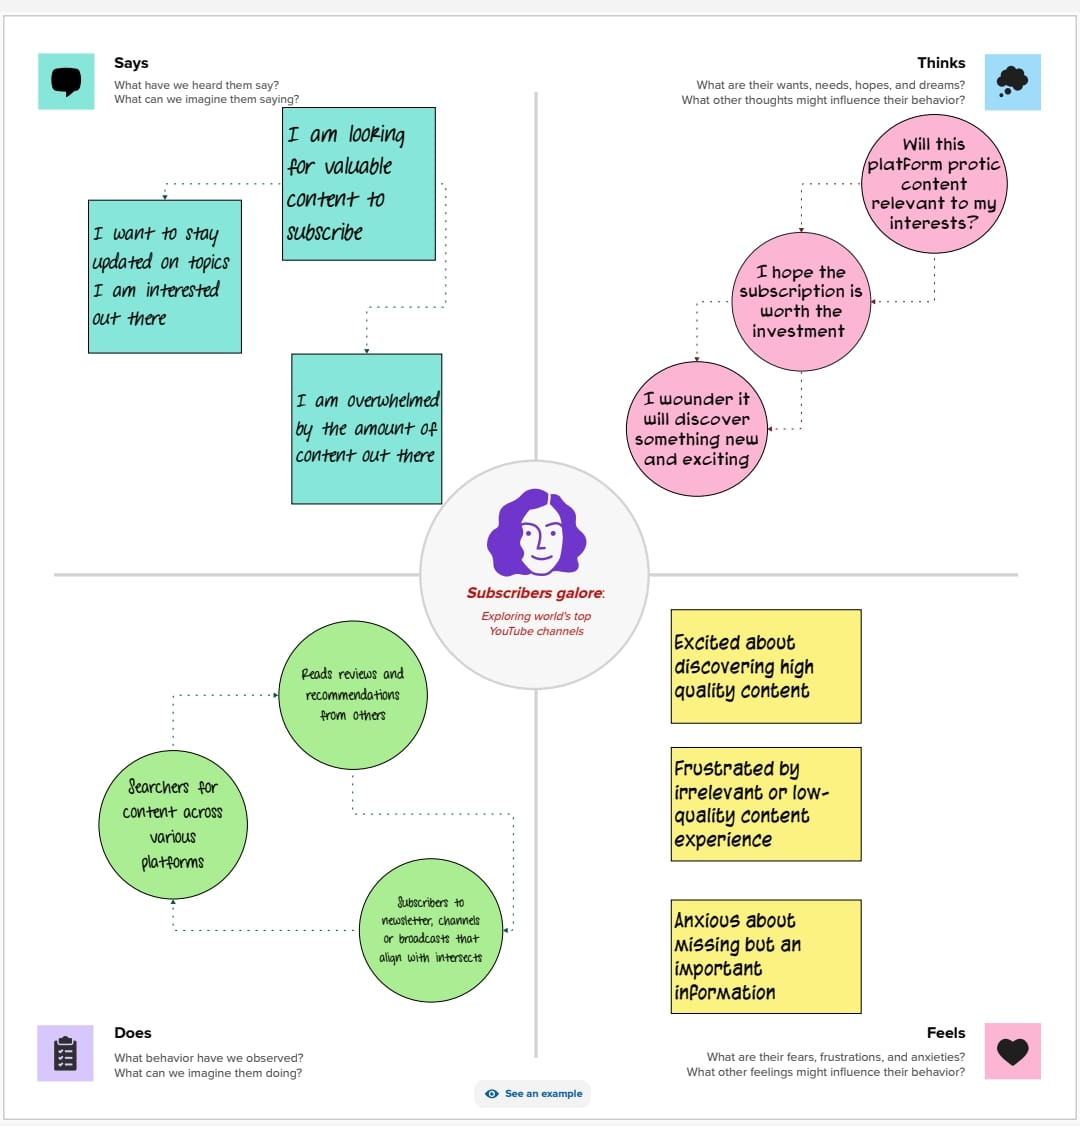 Says
What have we heard them say?
What can we imagine them saying?
I am looking
for valuable
content to
subscribe
I want to stay
updated on topics
I am interested
out there
I am overwhelmed
by the amount of
content out there
Thinks
What are their wants, needs, hopes, and dreams?
What other thoughts might influence their behavior?
Will this
platform protic
content
relevant to my
interests?
I hope the
subscription is
worth the
investment
I wounder it
will discover
something new
and exciting
Subscribers galore:
Exploring world's top
YouTube channels
Reads reviews and
recommendations
from others
Searchers for
content across
various
platforms
Subscribers to
newsletter, channels
or broadcasts that
align with intersects
Does
What behavior have we observed?
What can we imagine them doing?
Excited about
discovering high
quality content
Frustrated by
irrelevant or low-
quality content
experience
Anxious about
missing but an
important
information
Feels
What are their fears, frustrations, and anxieties?
What other feelings might influence their behavior?
See an example